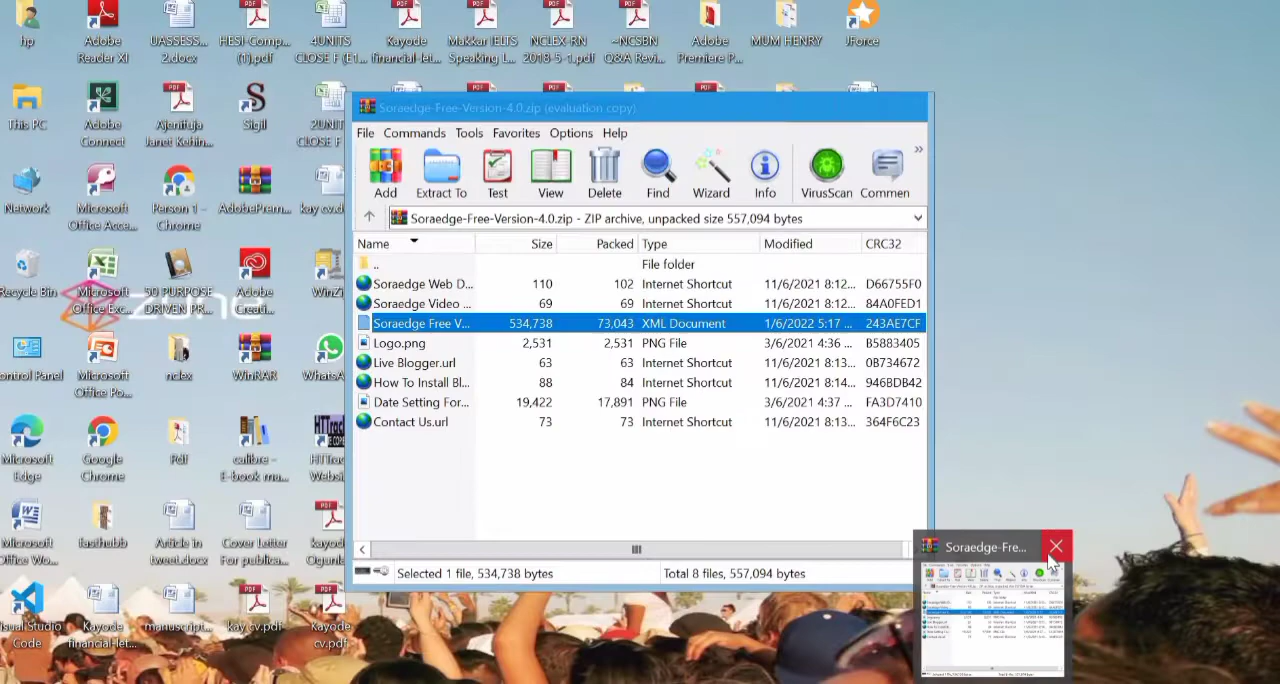 hp
Adobe
Reader XI
UASSESS...
2.docx
HESI-Comp...
(1).pdf
4UNITS
CLOSE F (E1...
Kayode
financial-let...
Makkar IELTS
Speaking L...
NCLEX-RN
2018-5-1.pdf
~NCSBN
Q&A Revi...
Adobe
Premiere P...
MUM HENRY
JForce
This PC
Adobe
Connect
Ajenifuja
Janet Kehin...
Sigil
2UNIT
CLOSE F
Network
Microsoft
Office Acce...
Person 1 -
Chrome
AdobePrem...
kay cv.d
Recycle Bin
Microsoft
Office Exc...
50 PURPOSE
DRIVEN PR...
Adobe
Creati...
WinZi
zune
ontrol Panel
Microsoft
Office Po...
nclex
WinRAR
WhatsA
Microsoft
Edge
Google
Chrome
Pdf
calibre -
E-book ma...
HTTrac
Websi
Microsoft
Office Wo...
fasthubb
Article in
tweet.docx
Cover Letter
For publica...
kayod
Ogunl
isual Studio
Code
Kayode
financial-let...
manuscript...
kay cv.pdf
Kayode
cv.pdf
Soraedge-Free-Version-4.0.zip (evaluation copy)
File Commands Tools Favorites Options Help
Add Extract To Test View Delete Find Wizard Info VirusScan Commen
»
Soraedge-Free-Version-4.0.zip - ZIP archive, unpacked size 557,094 bytes
Name Size Packed Type Modified CRC32
.. File folder
Soraedge Web D... 110 102 Internet Shortcut 11/6/2021 8:12... D66755F0
Soraedge Video ... 69 69 Internet Shortcut 11/6/2021 8:12... 84A0FED1
Soraedge Free V... 534,738 73,043 XML Document 1/6/2022 5:17 ... 243AE7CF
Logo.png 2,531 2,531 PNG File 3/6/2021 4:36 ... B5883405
Live Blogger.url 63 63 Internet Shortcut 11/6/2021 8:13... 0B734672
How To Install Bl... 88 84 Internet Shortcut 11/6/2021 8:14... 946BDB42
Date Setting For... 19,422 17,891 PNG File 3/6/2021 4:37 ... FA3D7410
Contact Us.url 73 73 Internet Shortcut 11/6/2021 8:13... 364F6C23
Selected 1 file, 534,738 bytes Total 8 files, 557,094 bytes
Soraedge-Fre...